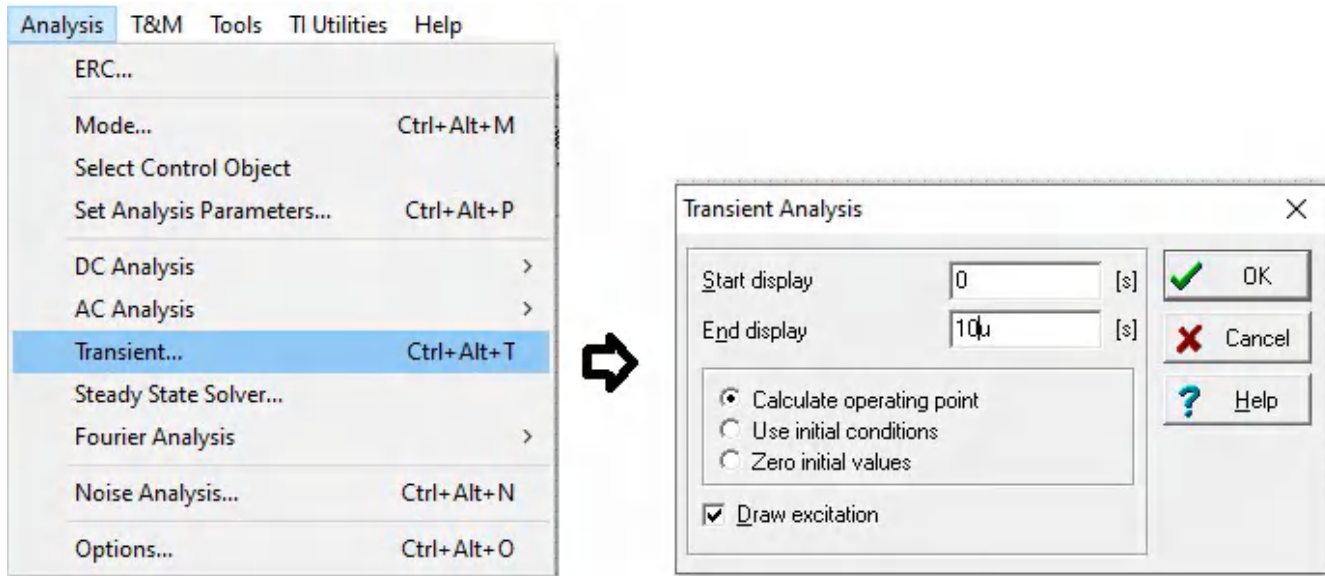 Analysis T&M Tools TI Utilities Help
ERC...
Mode... Ctrl+Alt+M
Select Control Object
Set Analysis Parameters... Ctrl+Alt+P
DC Analysis >
AC Analysis >
Transient... Ctrl+Alt+T
Steady State Solver...
Fourier Analysis >
Noise Analysis... Ctrl+Alt+N
Options... Ctrl+Alt+O
Transient Analysis
Start display 0 [s]
End display 10u [s]
Calculate operating point
Use initial conditions
Zero initial values
Draw excitation
OK
Cancel
Help